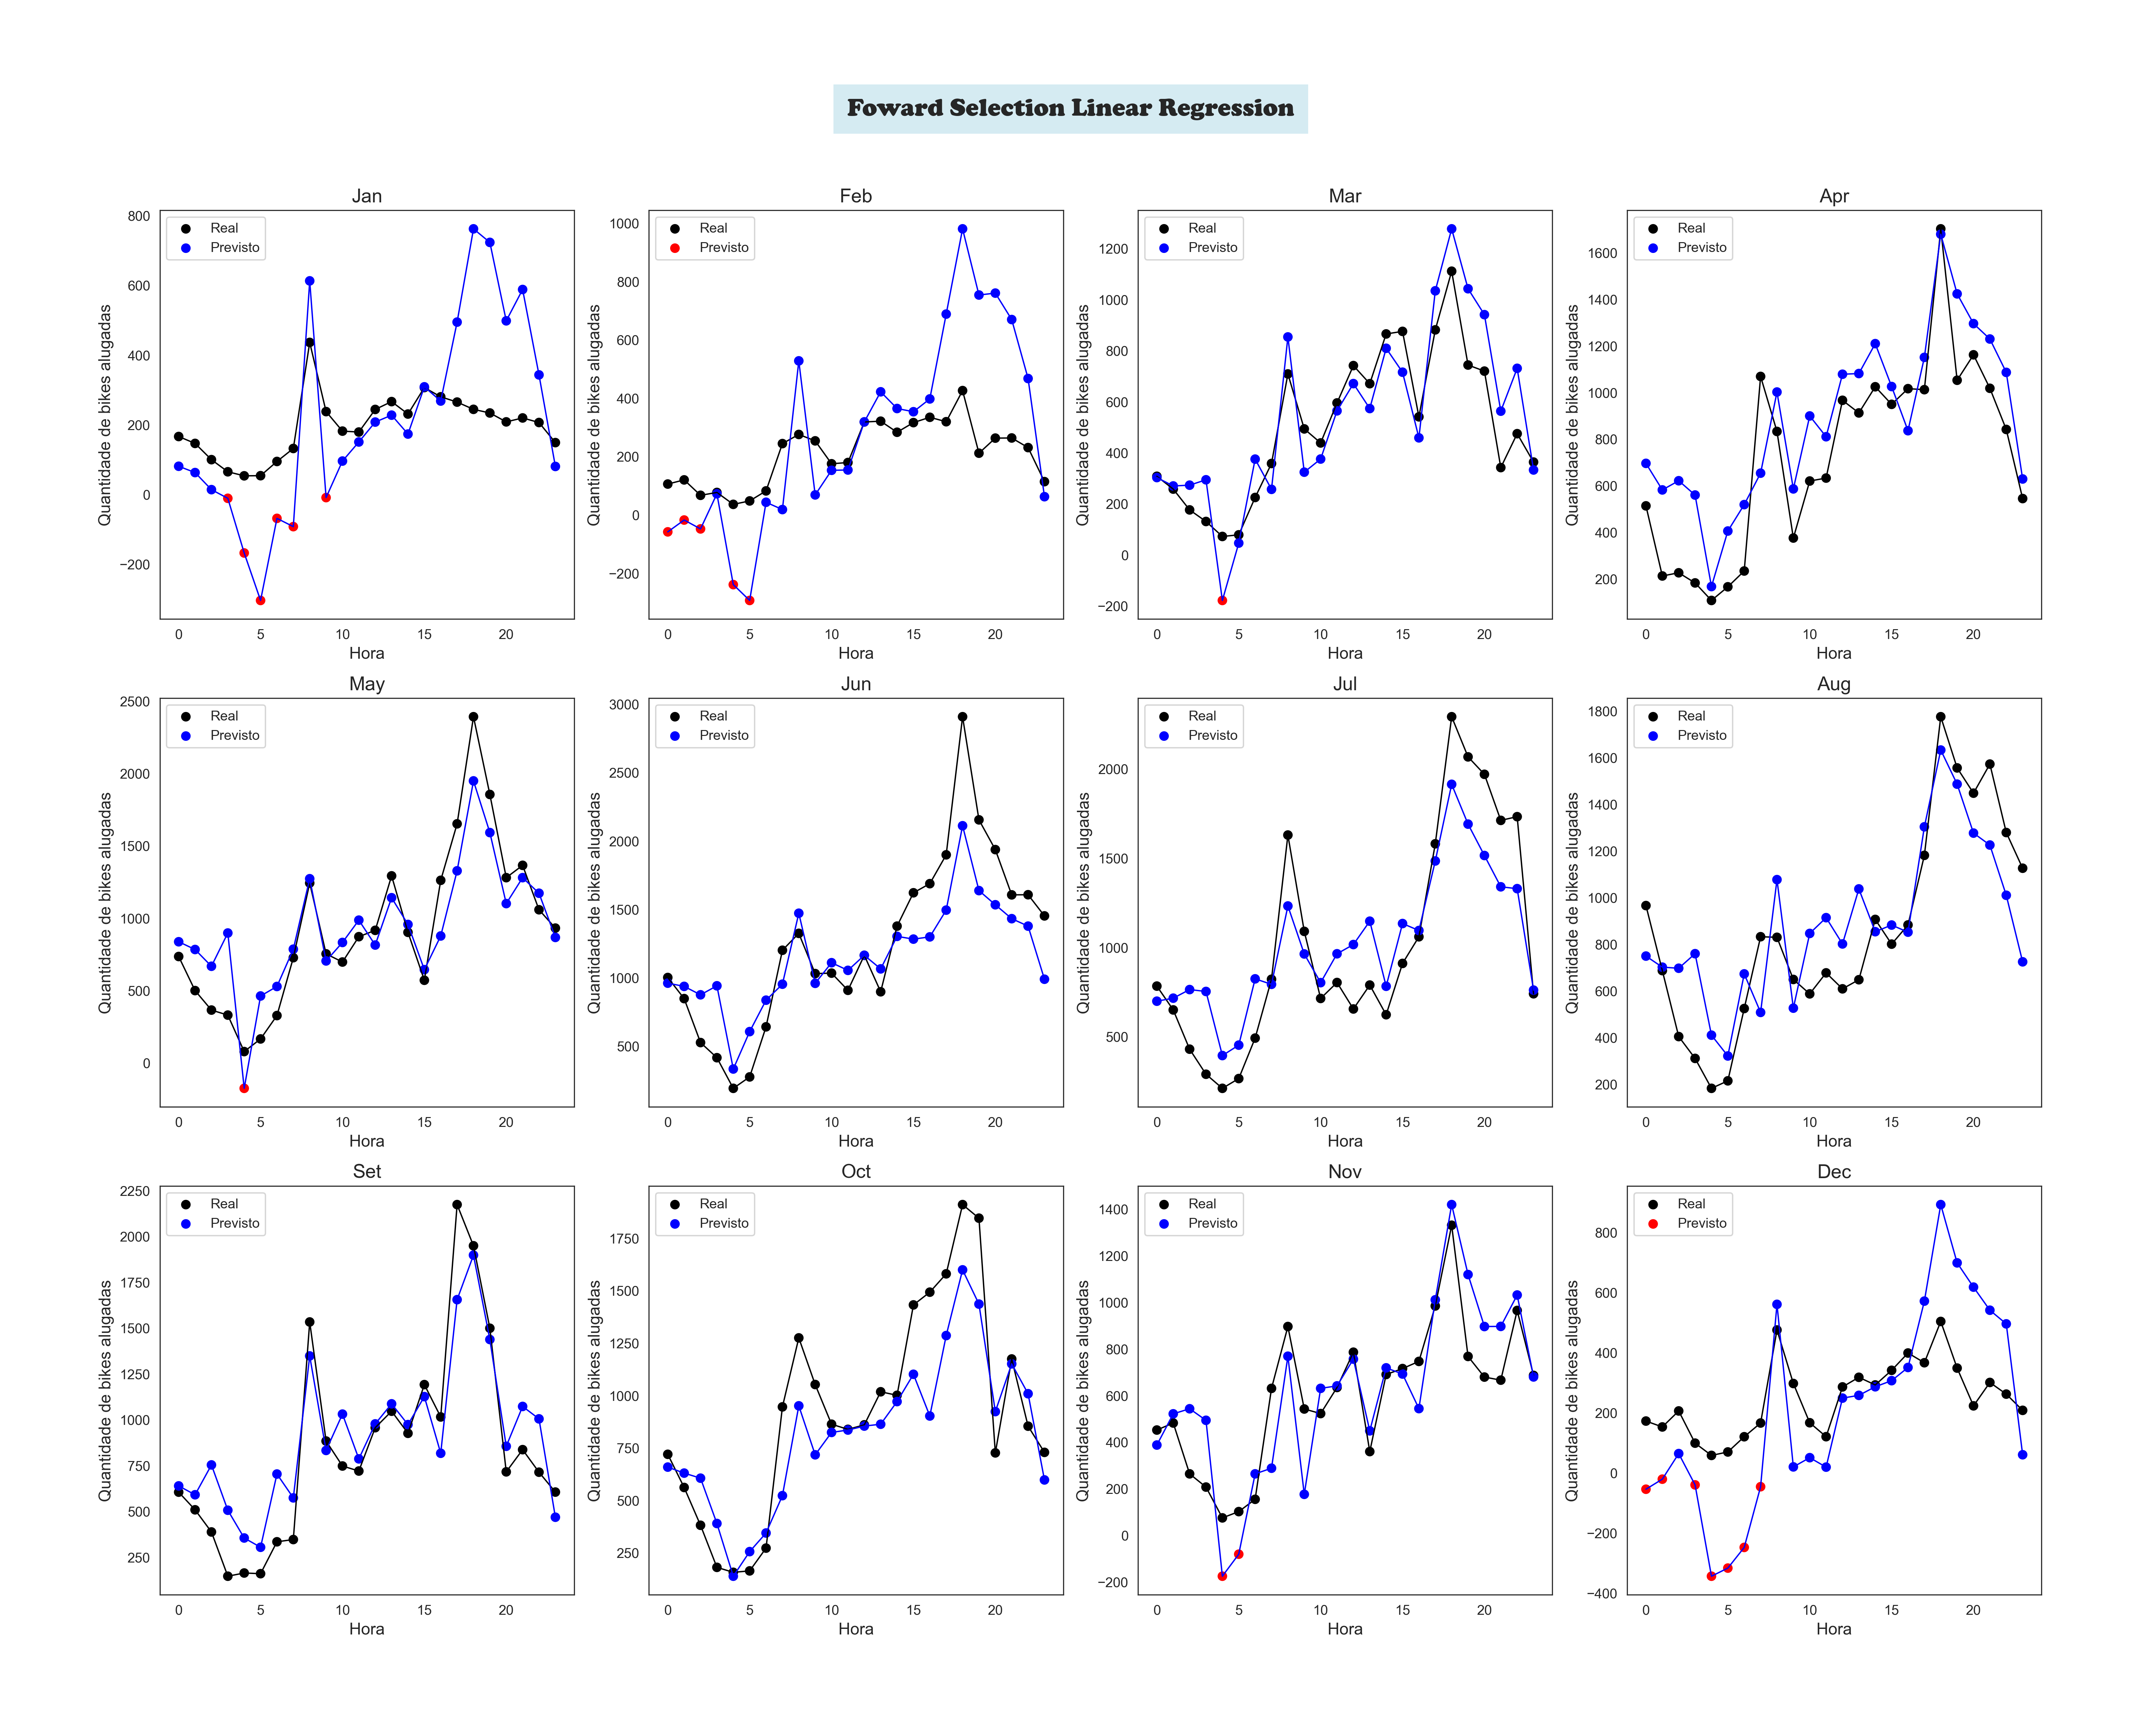 Foward Selection Linear Regression
Jan
Quantidade de bikes alugadas
800
600
400
200
0
−200
Real
Previsto
0 5 10 15 20
Hora
Feb
Quantidade de bikes alugadas
1000
800
600
400
200
0
−200
Real
Previsto
0 5 10 15 20
Hora
Mar
Quantidade de bikes alugadas
1200
1000
800
600
400
200
0
−200
Real
Previsto
0 5 10 15 20
Hora
Apr
Quantidade de bikes alugadas
1600
1400
1200
1000
800
600
400
200
Real
Previsto
0 5 10 15 20
Hora
May
Quantidade de bikes alugadas
2500
2000
1500
1000
500
0
Real
Previsto
0 5 10 15 20
Hora
Jun
Quantidade de bikes alugadas
3000
2500
2000
1500
1000
500
Real
Previsto
0 5 10 15 20
Hora
Jul
Quantidade de bikes alugadas
2000
1500
1000
500
Real
Previsto
0 5 10 15 20
Hora
Aug
Quantidade de bikes alugadas
1800
1600
1400
1200
1000
800
600
400
200
Real
Previsto
0 5 10 15 20
Hora
Set
Quantidade de bikes alugadas
2250
2000
1750
1500
1250
1000
750
500
250
Real
Previsto
0 5 10 15 20
Hora
Oct
Quantidade de bikes alugadas
1750
1500
1250
1000
750
500
250
Real
Previsto
0 5 10 15 20
Hora
Nov
Quantidade de bikes alugadas
1400
1200
1000
800
600
400
200
0
−200
Real
Previsto
0 5 10 15 20
Hora
Dec
Quantidade de bikes alugadas
800
600
400
200
0
−200
−400
Real
Previsto
0 5 10 15 20
Hora